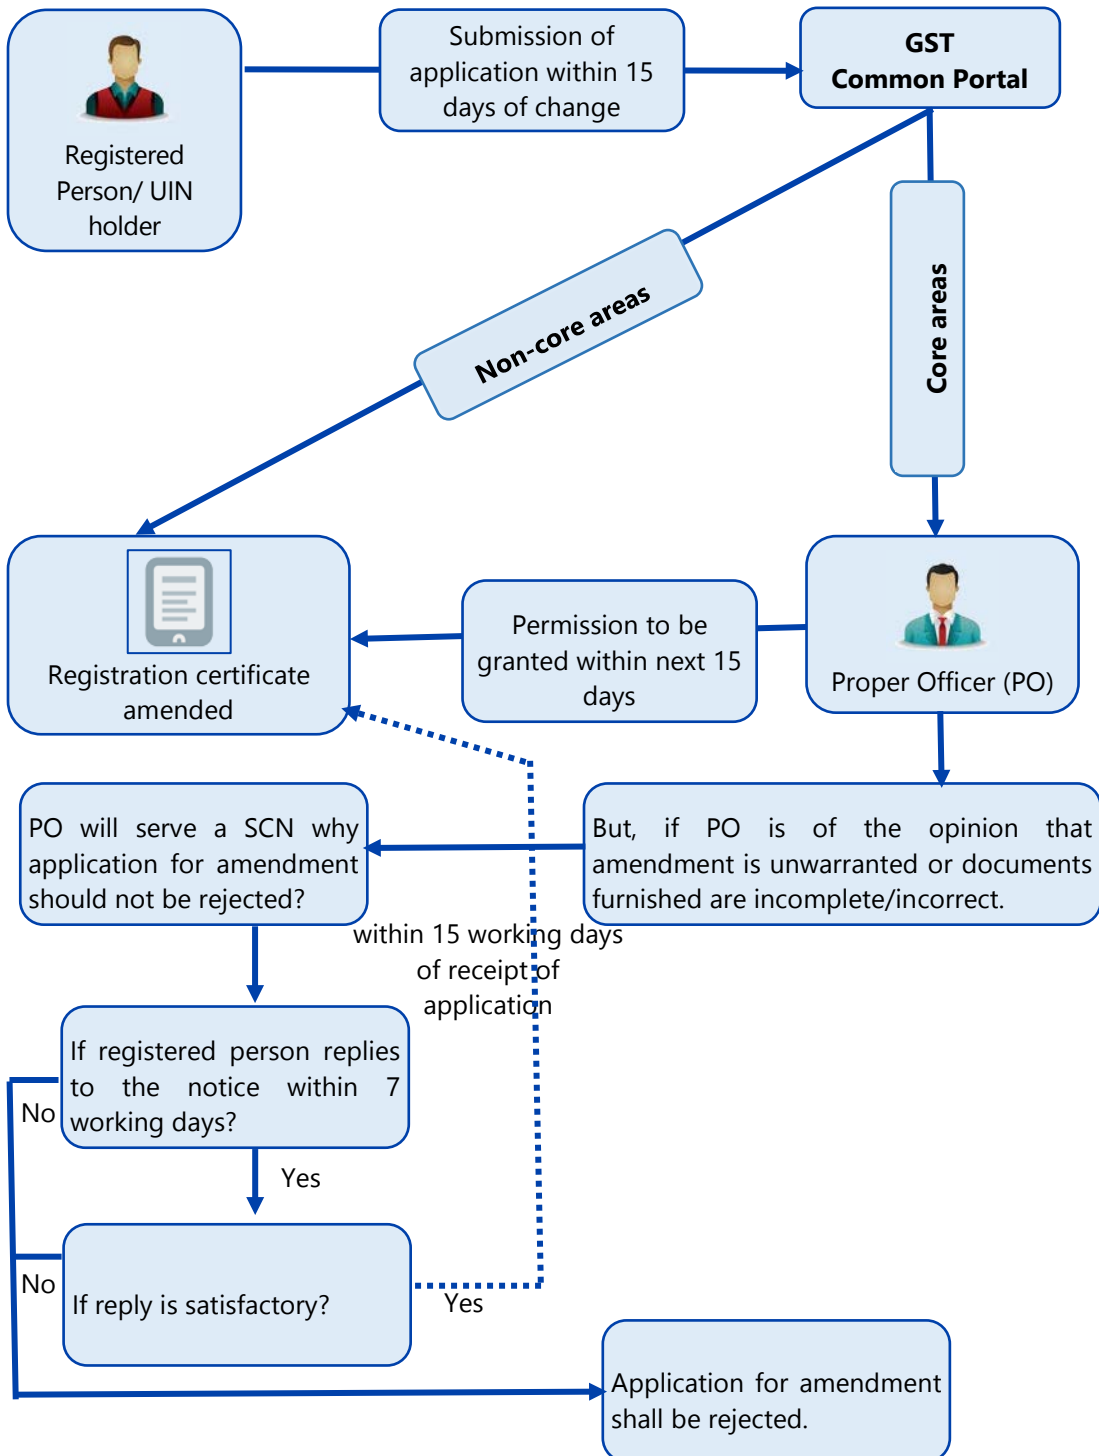 Registered
Person/ UIN
holder
Submission of
application within 15
days of change
GST
Common Portal
Non-core areas
Core areas
Registration certificate
amended
Permission to be
granted within next 15
days
Proper Officer (PO)
PO will serve a SCN why
application for amendment
should not be rejected?
But, if PO is of the opinion that
amendment is unwarranted or documents
furnished are incomplete/incorrect.
within 15 working days
of receipt of
application
If registered person replies
to the notice within 7
working days?
No
Yes
If reply is satisfactory?
No
Yes
Application for amendment
shall be rejected.